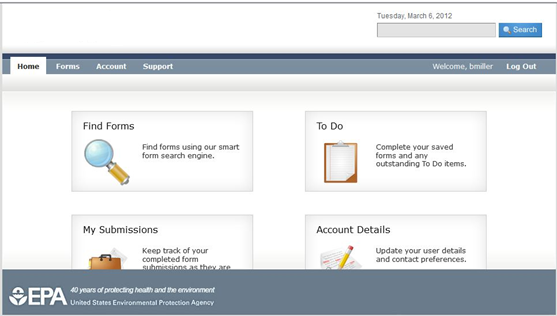 Tuesday, March 6, 2012
Search
Home Forms Account Support Welcome, bmiller Log Out
Find Forms
Find forms using our smart
form search engine.
To Do
Complete your saved
forms and any
outstanding To Do items.
My Submissions
Keep track of your
completed form
submissions as they are
Account Details
Update your user details
and contact preferences.
EPA
40 years of protecting health and the environment
United States Environmental Protection Agency